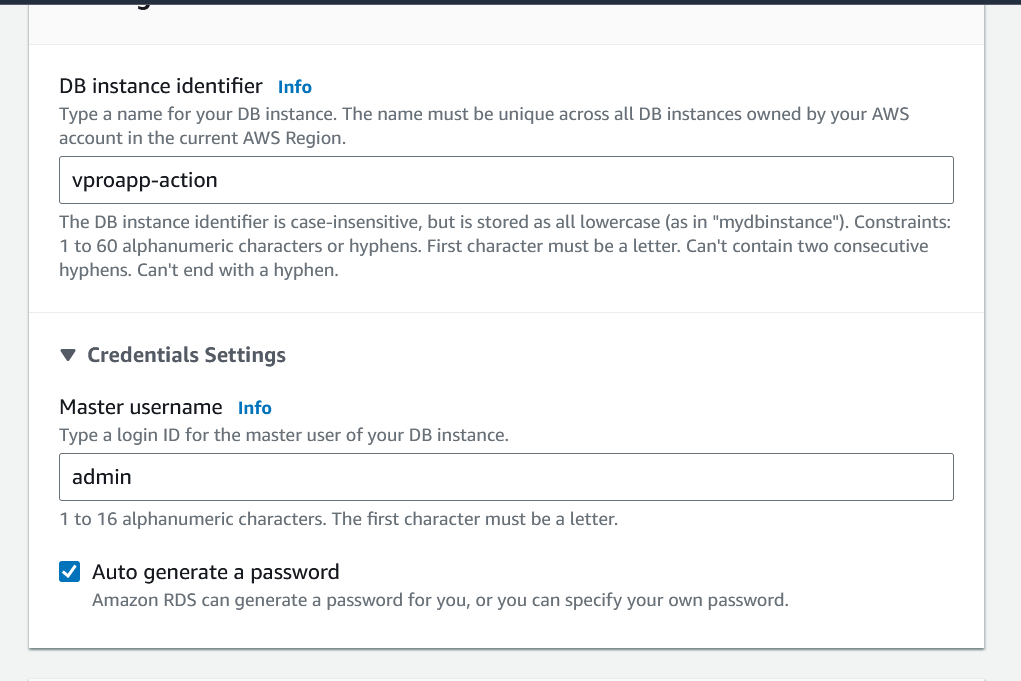 DB instance identifier Info
Type a name for your DB instance. The name must be unique across all DB instances owned by your AWS
account in the current AWS Region.
vproapp-action
The DB instance identifier is case-insensitive, but is stored as all lowercase (as in "mydbinstance"). Constraints:
1 to 60 alphanumeric characters or hyphens. First character must be a letter. Can't contain two consecutive
hyphens. Can't end with a hyphen.
Credentials Settings
Master username Info
Type a login ID for the master user of your DB instance.
admin
1 to 16 alphanumeric characters. The first character must be a letter.
Auto generate a password
Amazon RDS can generate a password for you, or you can specify your own password.